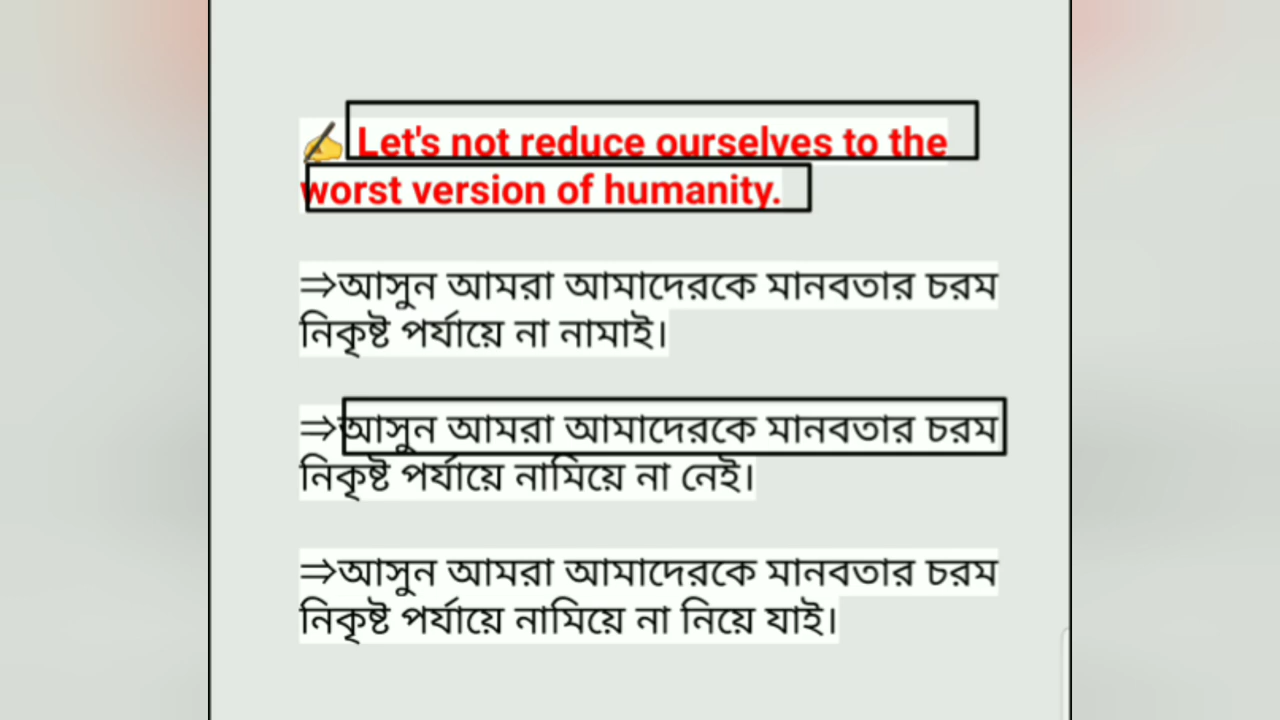 ✍️ Let's not reduce ourselves to the
worst version of humanity.
⇒আসুন আমরা আমাদেরকে মানবতার চরম
নিকৃষ্ট পর্যায়ে না নামাই।
⇒আসুন আমরা আমাদেরকে মানবতার চরম
নিকৃষ্ট পর্যায়ে নামিয়ে না নেই।
⇒আসুন আমরা আমাদেরকে মানবতার চরম
নিকৃষ্ট পর্যায়ে নামিয়ে না নিয়ে যাই।